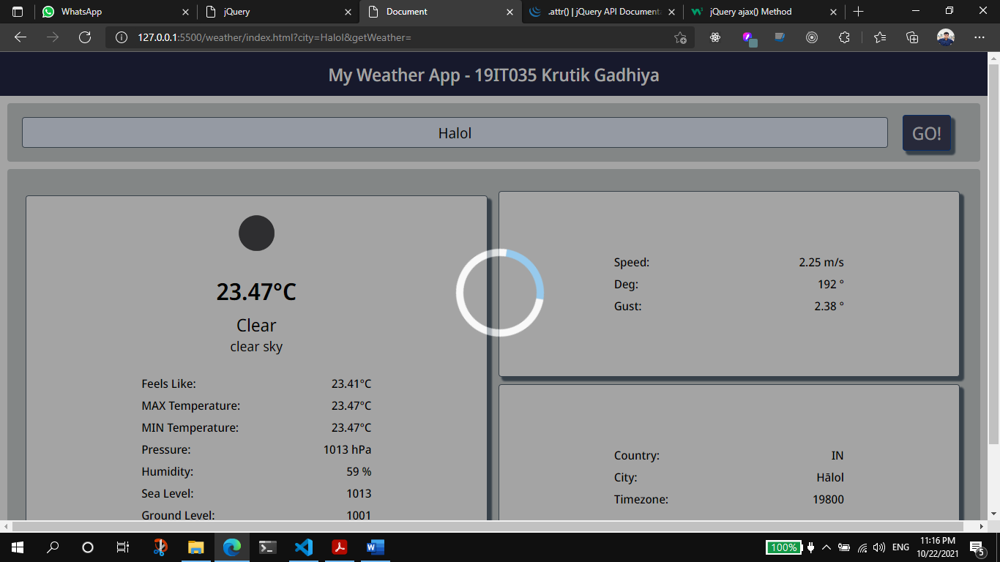 WhatsApp
jQuery
Document
.attr() | jQuery API Documenta
jQuery ajax() Method
127.0.0.1:5500/weather/index.html?city=Halol&getWeather=
My Weather App - 19IT035 Krutik Gadhiya
Halol
GO!
23.47°C
Clear
clear sky
Feels Like: 23.41°C
MAX Temperature: 23.47°C
MIN Temperature: 23.47°C
Pressure: 1013 hPa
Humidity: 59 %
Sea Level: 1013
Ground Level: 1001
Speed: 2.25 m/s
Deg: 192 °
Gust: 2.38 °
Country: IN
City: Hālol
Timezone: 19800
100%
ENG
11:16 PM
10/22/2021
5